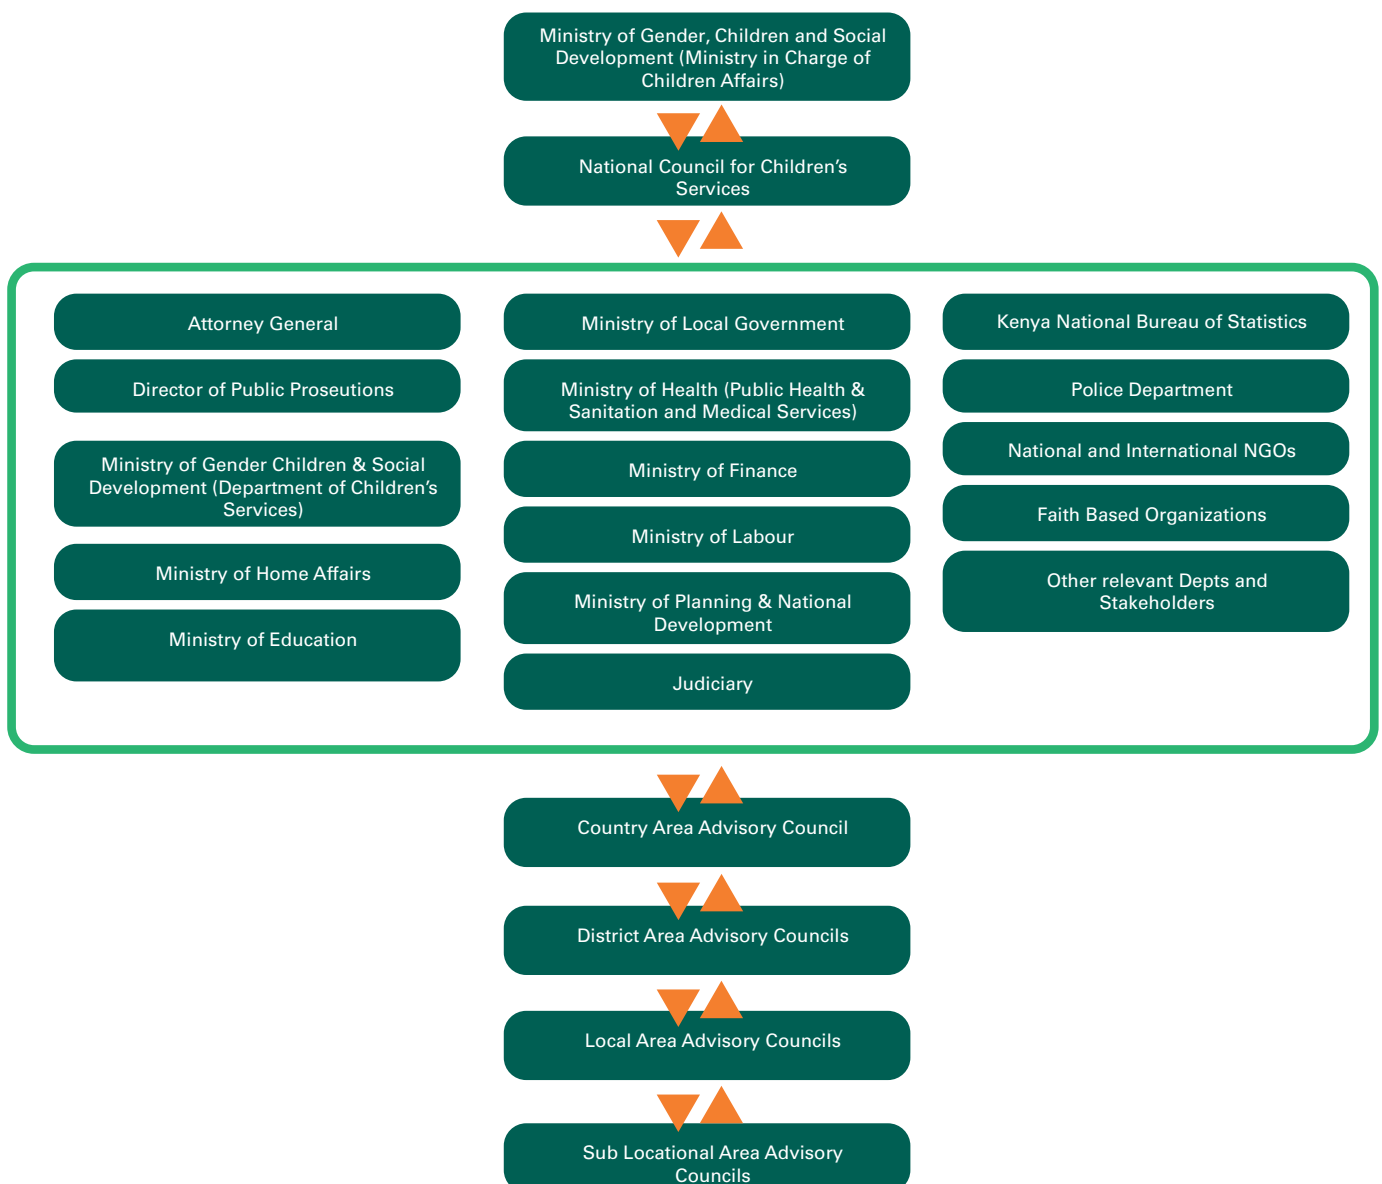 Ministry of Gender, Children and Social
Development (Ministry in Charge of
Children Affairs)
National Council for Children’s
Services
Attorney General
Director of Public Proseutions
Ministry of Gender Children & Social
Development (Department of Children’s
Services)
Ministry of Home Affairs
Ministry of Education
Ministry of Local Government
Ministry of Health (Public Health &
Sanitation and Medical Services)
Ministry of Finance
Ministry of Labour
Ministry of Planning & National
Development
Judiciary
Kenya National Bureau of Statistics
Police Department
National and International NGOs
Faith Based Organizations
Other relevant Depts and
Stakeholders
Country Area Advisory Council
District Area Advisory Councils
Local Area Advisory Councils
Sub Locational Area Advisory
Councils